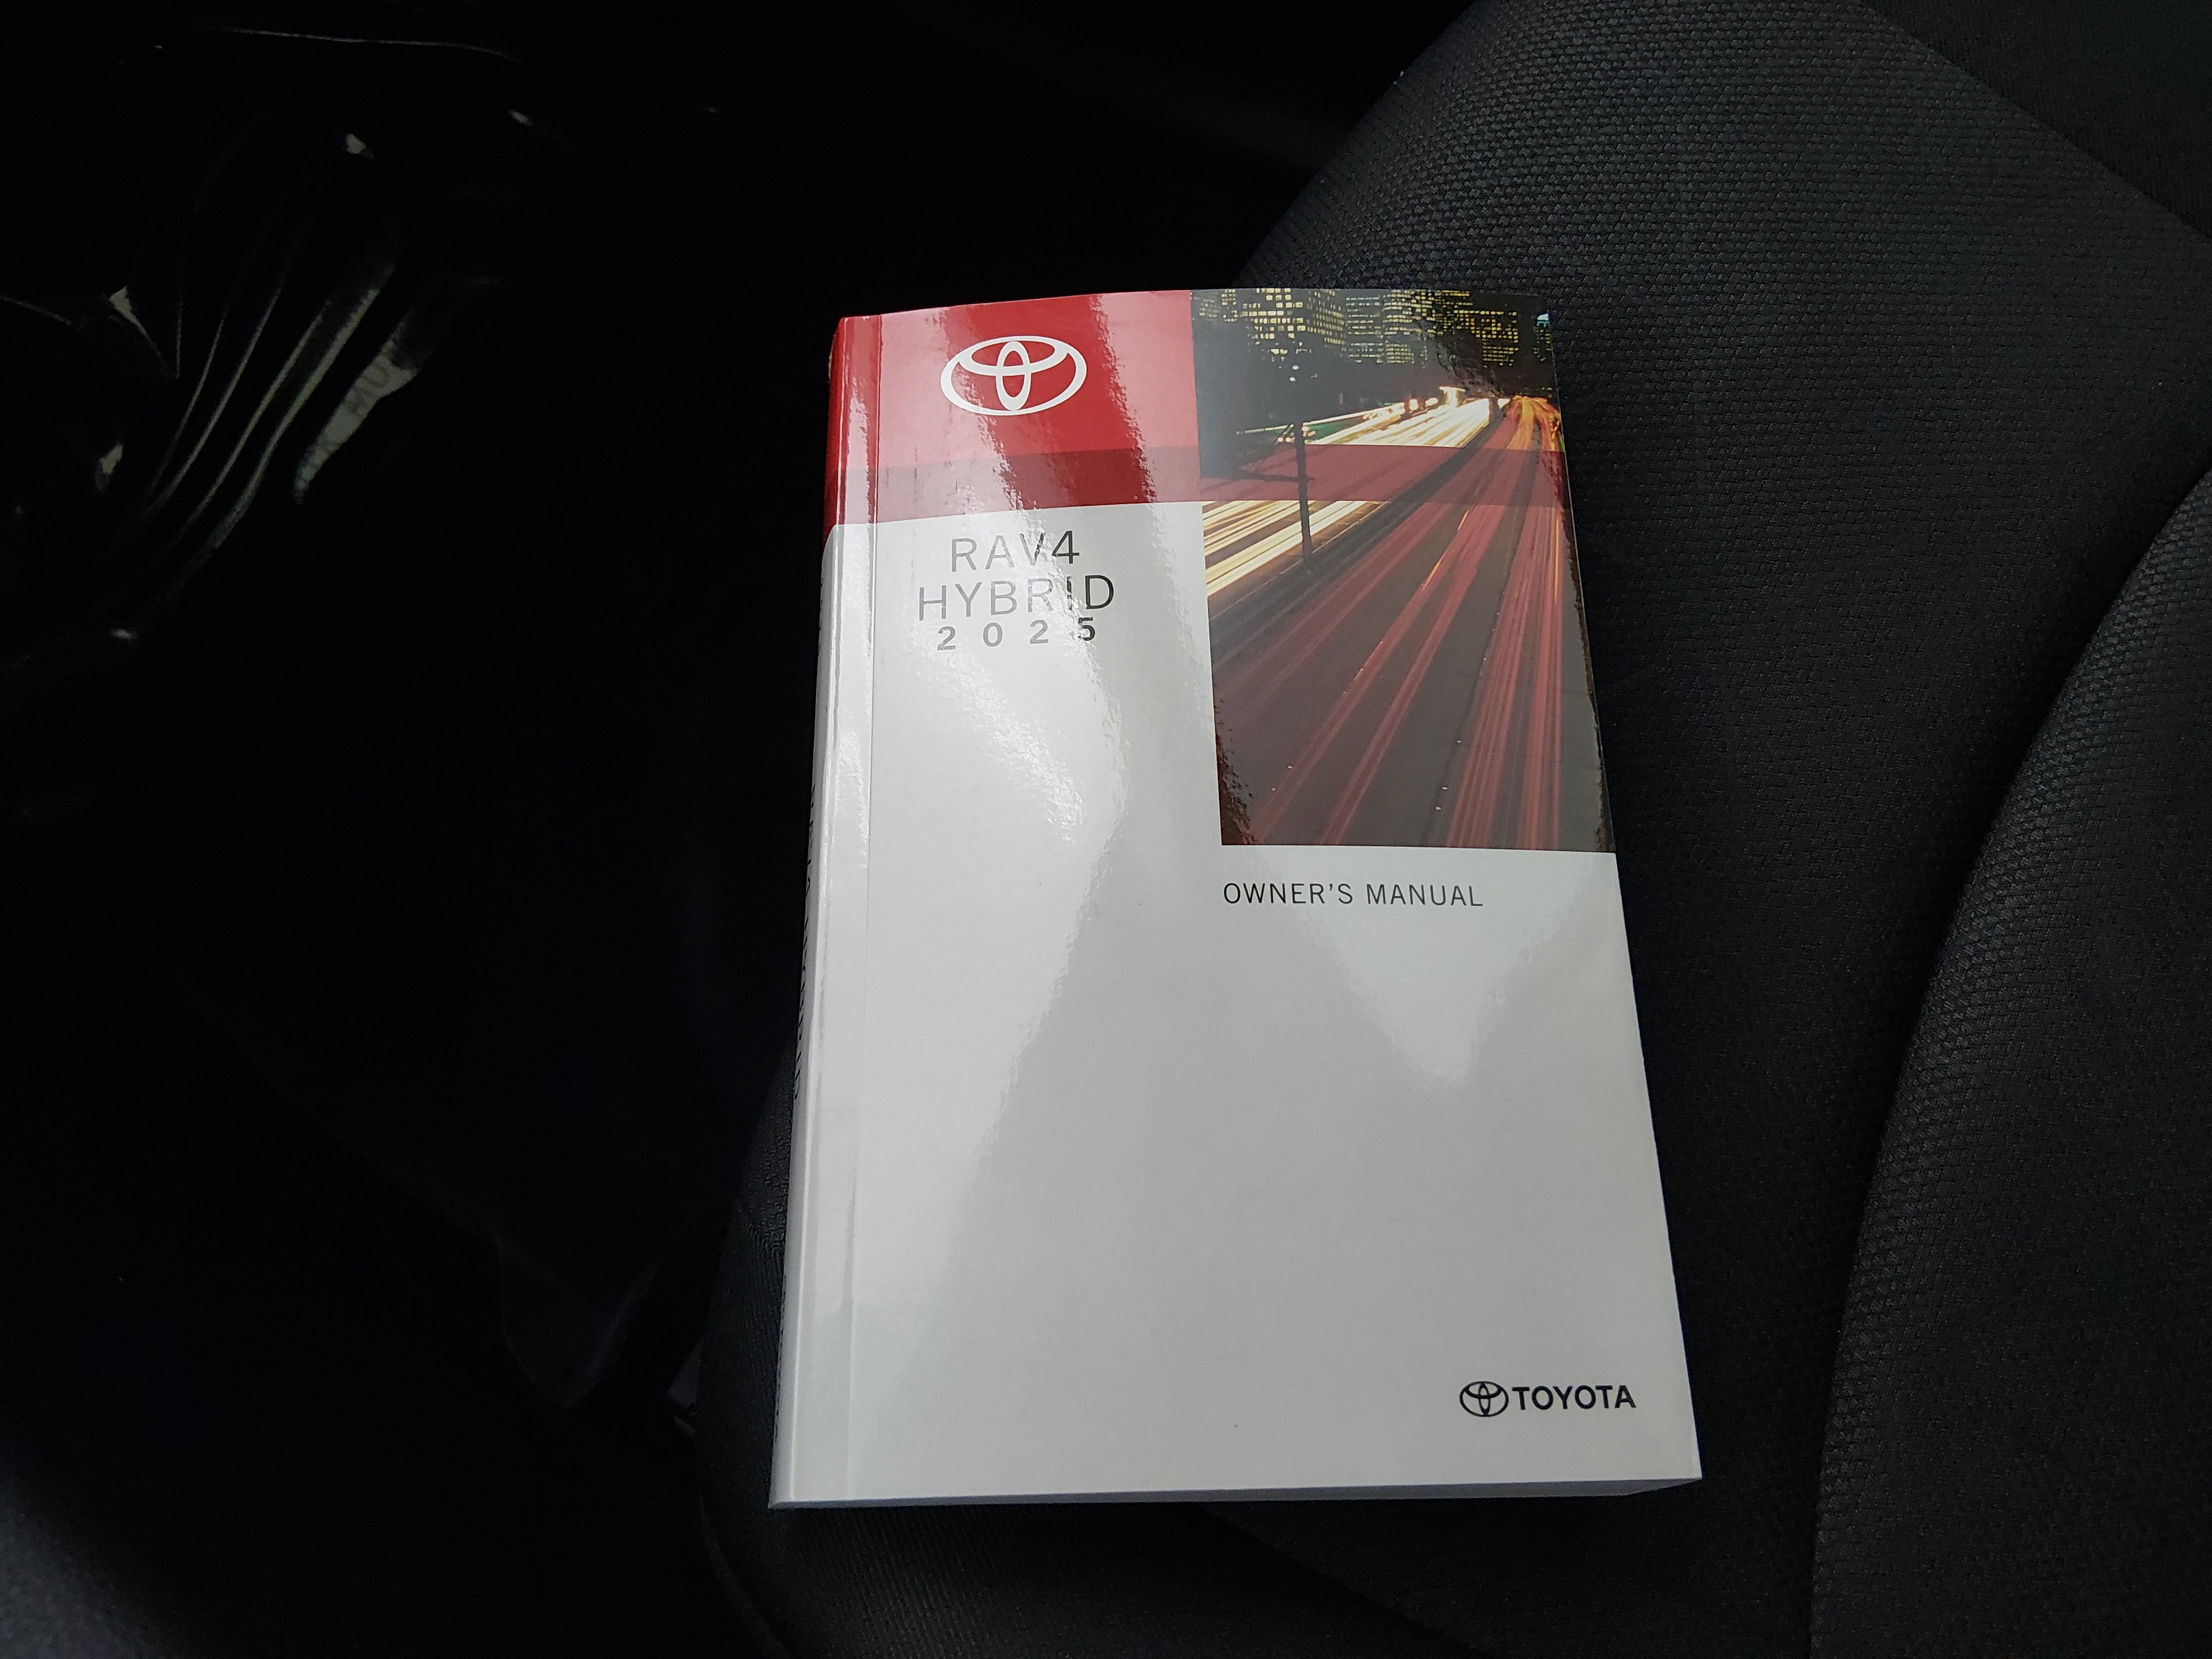 RAV4
HYBRID
2025
OWNER'S MANUAL
TOYOTA